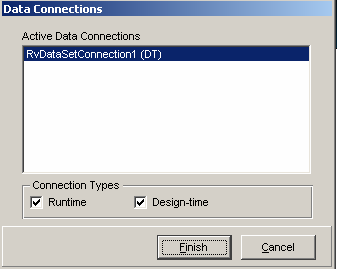 Data Connections
Active Data Connections
RvDataSetConnection1 (DT)
Connection Types
Runtime
Design-time
Finish
Cancel